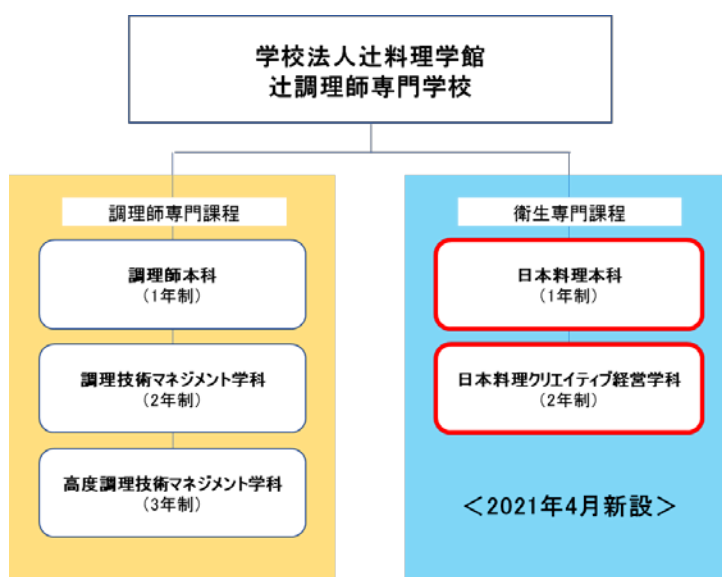 学校法人辻料理学館
辻調理師専門学校
調理師専門課程
調理師本科
(1年制)
調理技術マネジメント学科
(2年制)
高度調理技術マネジメント学科
(3年制)
衛生専門課程
日本料理本科
(1年制)
日本料理クリエイティブ経営学科
(2年制)
＜2021年4月新設＞